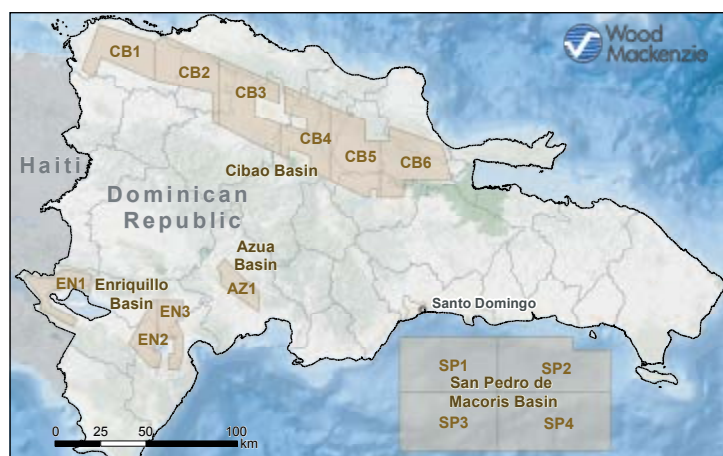 Wood
Mackenzie
CB1
CB2
CB3
CB4
CB5
CB6
Cibao Basin
Haiti
Dominican
Republic
Azua
Basin
AZ1
EN1
Enriquillo
Basin
EN3
EN2
Santo Domingo
SP1
SP2
San Pedro de
Macoris Basin
SP3
SP4
0 25 50 100
km